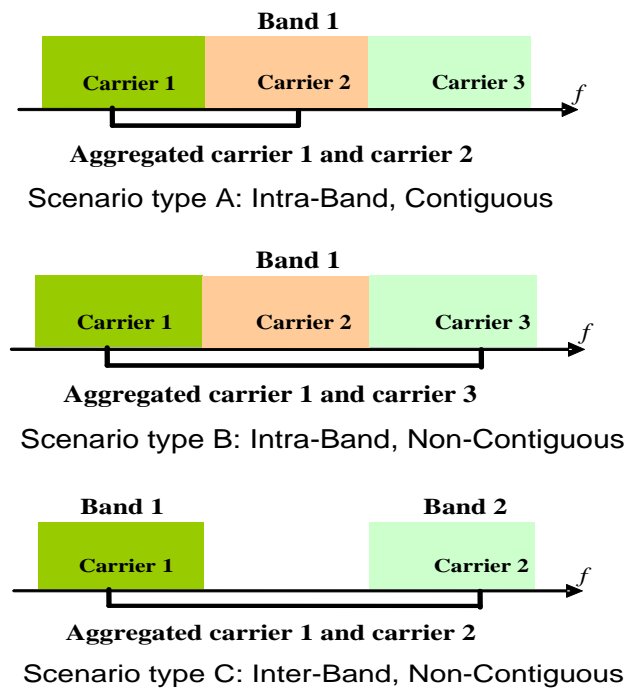 Band 1
Carrier 1 Carrier 2 Carrier 3
f
Aggregated carrier 1 and carrier 2
Scenario type A: Intra-Band, Contiguous
Band 1
Carrier 1 Carrier 2 Carrier 3
f
Aggregated carrier 1 and carrier 3
Scenario type B: Intra-Band, Non-Contiguous
Band 1 Band 2
Carrier 1 Carrier 2
f
Aggregated carrier 1 and carrier 2
Scenario type C: Inter-Band, Non-Contiguous